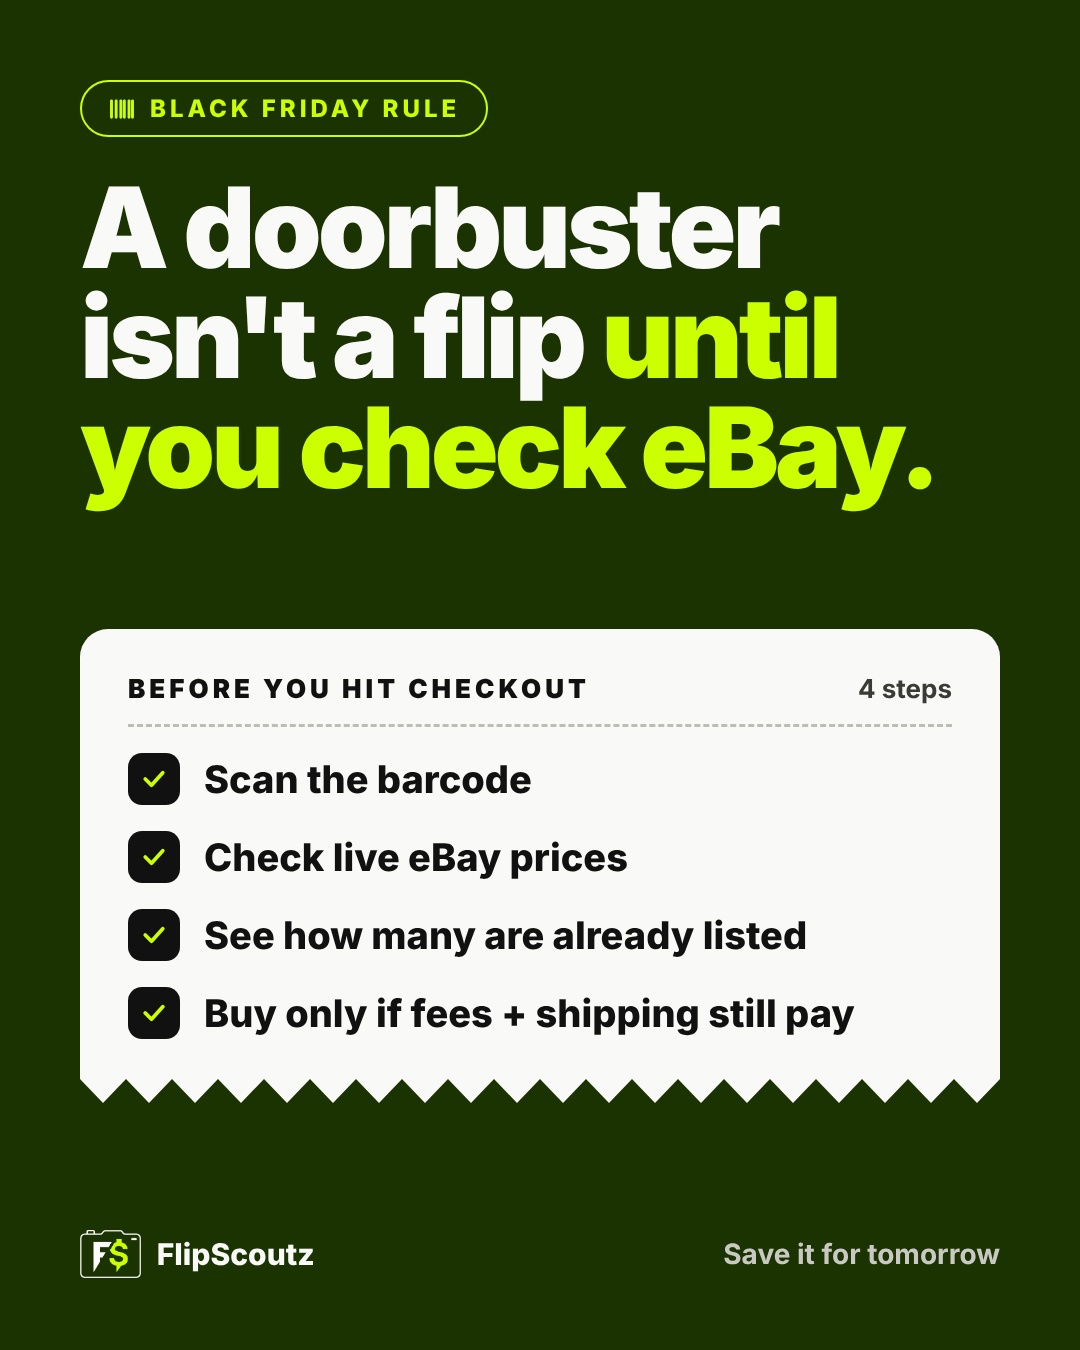 BLACK FRIDAY RULE
A doorbuster
isn't a flip until
you check eBay.
BEFORE YOU HIT CHECKOUT 4 steps
Scan the barcode
Check live eBay prices
See how many are already listed
Buy only if fees + shipping still pay
F$ FlipScoutz Save it for tomorrow